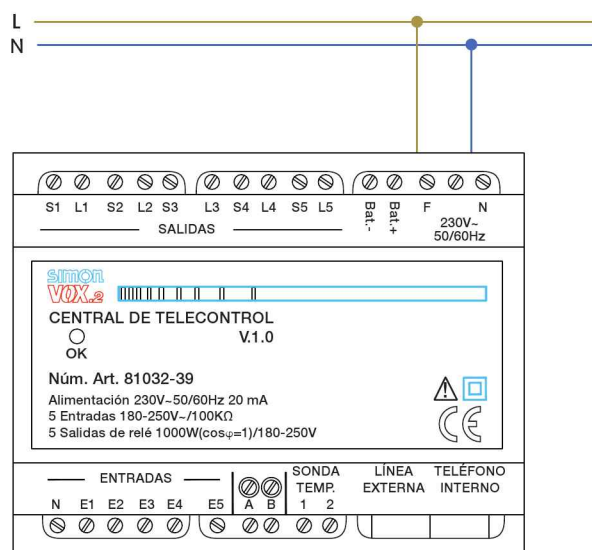 L
N
S1 L1 S2 L2 S3 L3 S4 L4 S5 L5 Bat.- Bat.+ F N
SALIDAS
230V~
50/60Hz
simon
VOX.2
CENTRAL DE TELECONTROL
OK
V.1.0
Núm. Art. 81032-39
Alimentación 230V~50/60Hz 20 mA
5 Entradas 180-250V~/100KΩ
5 Salidas de relé 1000W(cosφ=1)/180-250V
CE
ENTRADAS
SONDA
TEMP.
LÍNEA
EXTERNA
TELÉFONO
INTERNO
N E1 E2 E3 E4 E5 A B 1 2